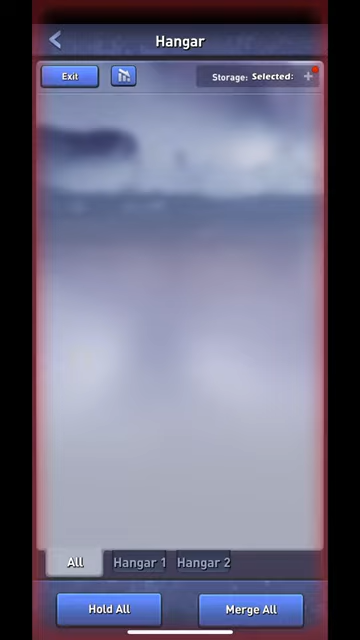 Hangar
Exit
Storage: Selected:
All Hangar 1 Hangar 2
Hold All Merge All